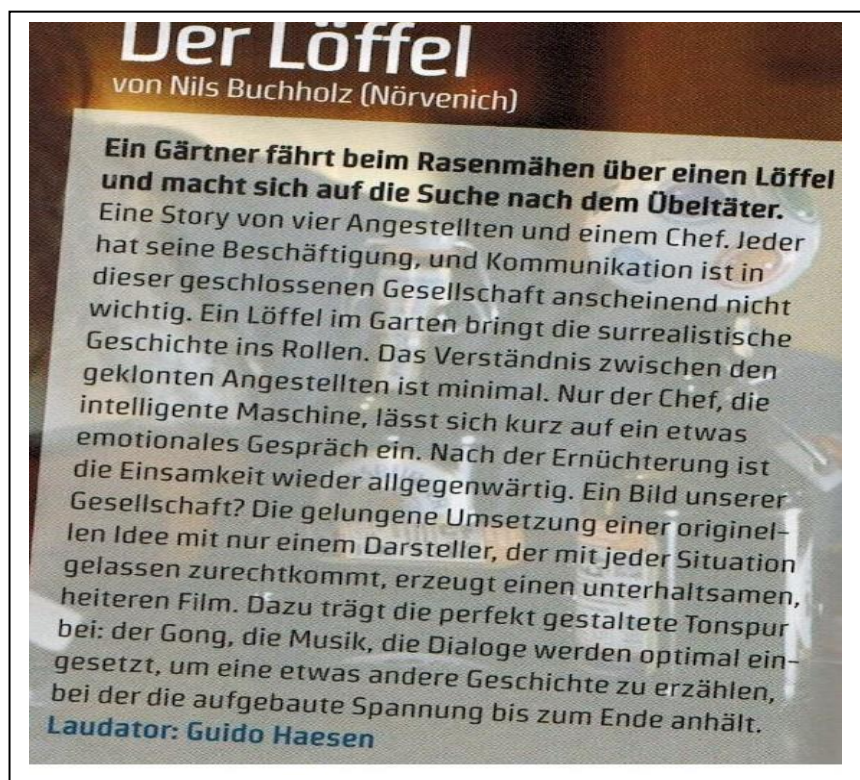 Der Löffel
von Nils Buchholz (Nörvenich)
Ein Gärtner fährt beim Rasenmähen über einen Löffel
und macht sich auf die Suche nach dem Übeltäter.
Eine Story von vier Angestellten und einem Chef. Jeder
hat seine Beschäftigung, und Kommunikation ist in
dieser geschlossenen Gesellschaft anscheinend nicht
wichtig. Ein Löffel im Garten bringt die surrealistische
Geschichte ins Rollen. Das Verständnis zwischen den
geklonten Angestellten ist minimal. Nur der Chef, die
intelligente Maschine, lässt sich kurz auf ein etwas
emotionales Gespräch ein. Nach der Ernüchterung ist
die Einsamkeit wieder allgegenwärtig. Ein Bild unserer
Gesellschaft? Die gelungene Umsetzung einer originel-
len Idee mit nur einem Darsteller, der mit jeder Situation
gelassen zurechtkommt, erzeugt einen unterhaltsamen,
heiteren Film. Dazu trägt die perfekt gestaltete Tonspur
bei: der Gong, die Musik, die Dialoge werden optimal ein-
gesetzt, um eine etwas andere Geschichte zu erzählen,
bei der die aufgebaute Spannung bis zum Ende anhält.
Laudator: Guido Haesen